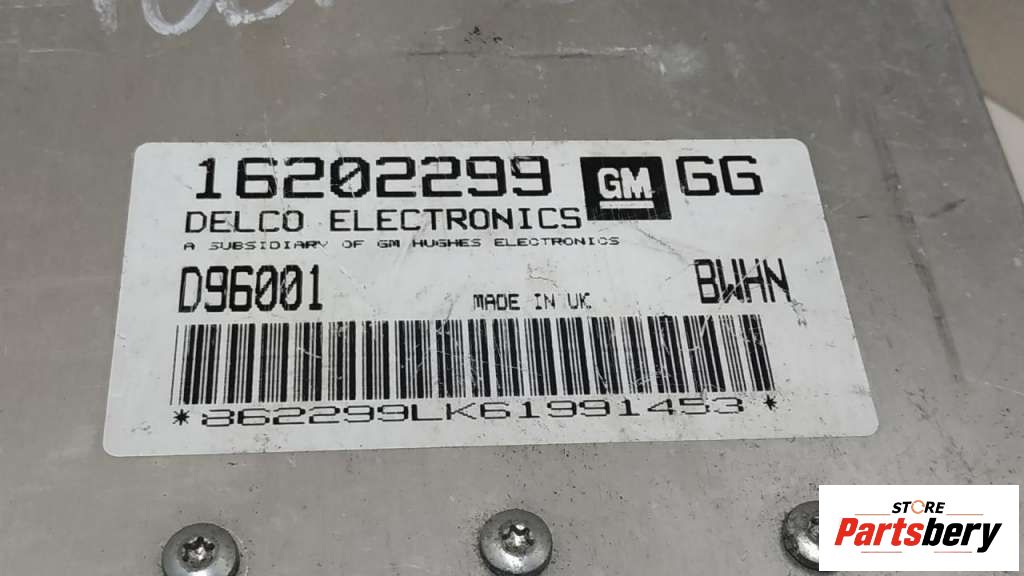 16202299 GM GG
DELCO ELECTRONICS
A SUBSIDIARY OF GM HUGHES ELECTRONICS
D96001 MADE IN UK BWHN
*862299LK61991453*
STORE
Partsbery